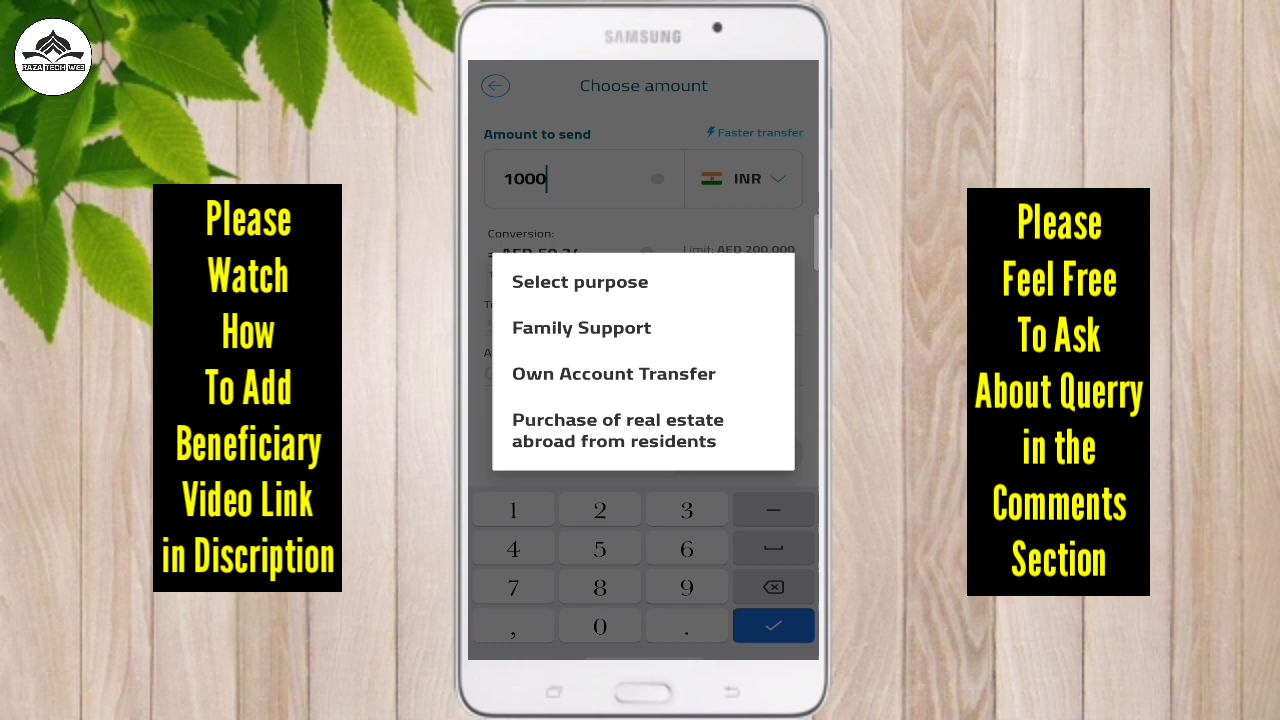 RAZA TECH WEB
Please
Watch
How
To Add
Beneficiary
Video Link
in Discription
SAMSUNG
Choose amount
Amount to send
Faster transfer
1000
INR
Conversion:
Limit: AED 200,000
Select purpose
Family Support
Own Account Transfer
Purchase of real estate
abroad from residents
1 2 3 –
4 5 6
7 8 9
, 0 .
Please
Feel Free
To Ask
About Querry
in the
Comments
Section